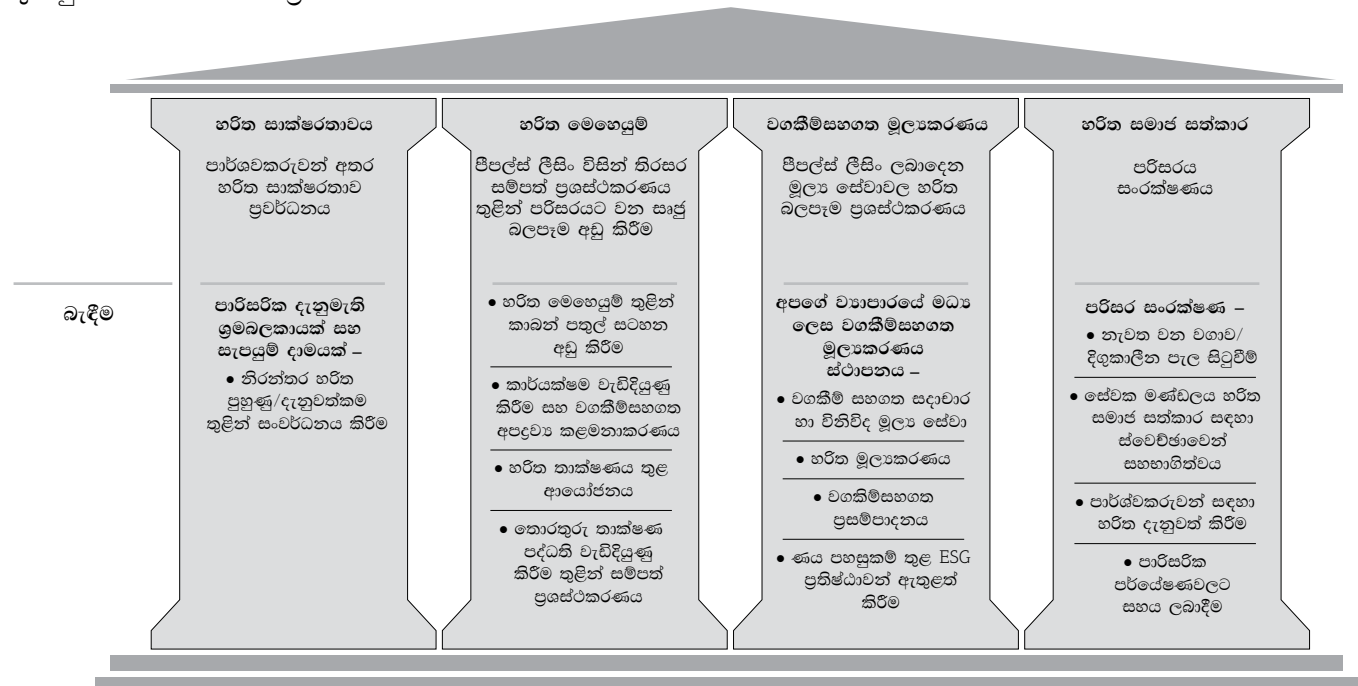 හරිත සාක්ෂරතාවය
පාර්ශවකරුවන් අතර
හරිත සාක්ෂරතාව
ප්‍රවර්ධනය
හරිත මෙහෙයුම්
පීපල්ස් ලීසිං විසින් තිරසර
සම්පත් ප්‍රශස්ථකරණය
තුළින් පරිසරයට වන සෘජු
බලපෑම අඩු කිරීම
වගකීම්සහගත මූල්‍යකරණය
පීපල්ස් ලීසිං ලබාදෙන
මූල්‍ය සේවාවල හරිත
බලපෑම ප්‍රශස්ථකරණය
හරිත සමාජ සත්කාර
පරිසරය
සංරක්ෂණය
බැඳීම
පාරිසරික දැනුමැති
ශ්‍රමබලකායක් සහ
සැපයුම් දාමයක් –
● නිරන්තර හරිත
පුහුණු/දැනුවත්කම
තුළින් සංවර්ධනය කිරීම
● හරිත මෙහෙයුම් තුළින්
කාබන් පතුල් සටහන
අඩු කිරීම
● කාර්යක්ෂම වැඩිදියුණු
කිරීම සහ වගකීම්සහගත
අපද්‍රව්‍ය කළමනාකරණය
● හරිත තාක්ෂණය තුළ
ආයෝජනය
● තොරතුරු තාක්ෂණ
පද්ධති වැඩිදියුණු
කිරීම තුළින් සම්පත්
ප්‍රශස්ථකරණය
අපගේ ව්‍යාපාරයේ මධ්‍ය
ලෙස වගකීම්සහගත
මූල්‍යකරණය
ස්ථාපනය –
● වගකීම් සහගත සදාචාර
හා විනිවිද මූල්‍ය සේවා
● හරිත මූල්‍යකරණය
● වගකිම්සහගත
ප්‍රසම්පාදනය
● ණය පහසුකම් තුළ ESG
ප්‍රතිෂ්ඨාවන් ඇතුළත්
කිරීම
පරිසර සංරක්ෂණ –
● නැවත වන වගාව/
දිගුකාලීන පැල සිටුවීම්
● සේවක මණ්ඩලය හරිත
සමාජ සත්කාර සඳහා
ස්වෙච්ඡාවෙන්
සහභාගිත්වය
● පාර්ශ්වකරුවන් සඳහා
හරිත දැනුවත් කිරීම
● පාරිසරික
පර්යේෂණවලට
සහය ලබාදීම